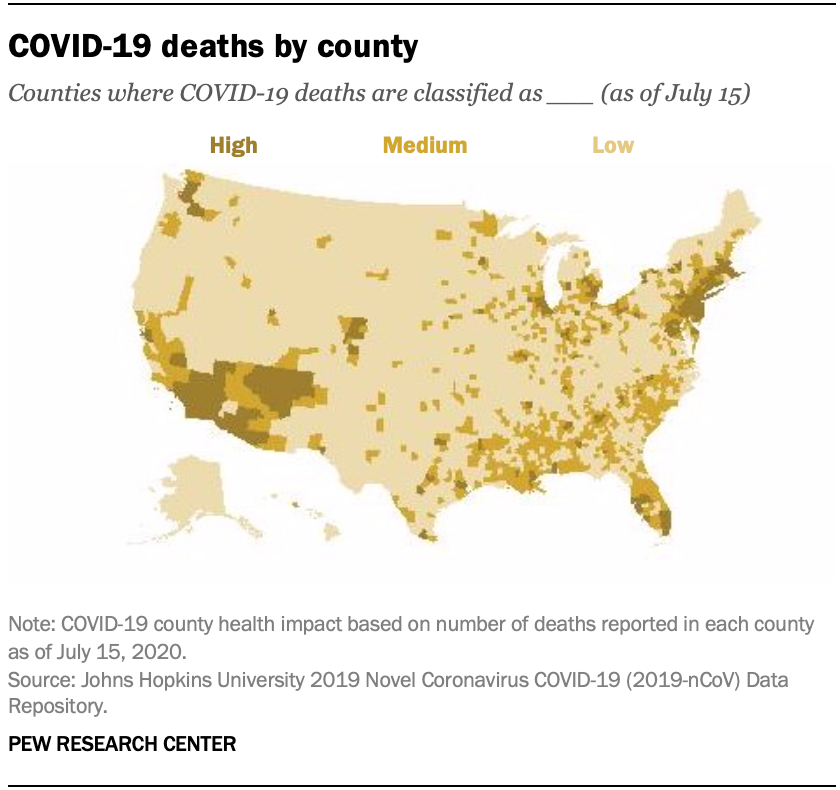 COVID-19 deaths by county
Counties where COVID-19 deaths are classified as ___ (as of July 15)
High Medium Low
Note: COVID-19 county health impact based on number of deaths reported in each county
as of July 15, 2020.
Source: Johns Hopkins University 2019 Novel Coronavirus COVID-19 (2019-nCoV) Data
Repository.
PEW RESEARCH CENTER